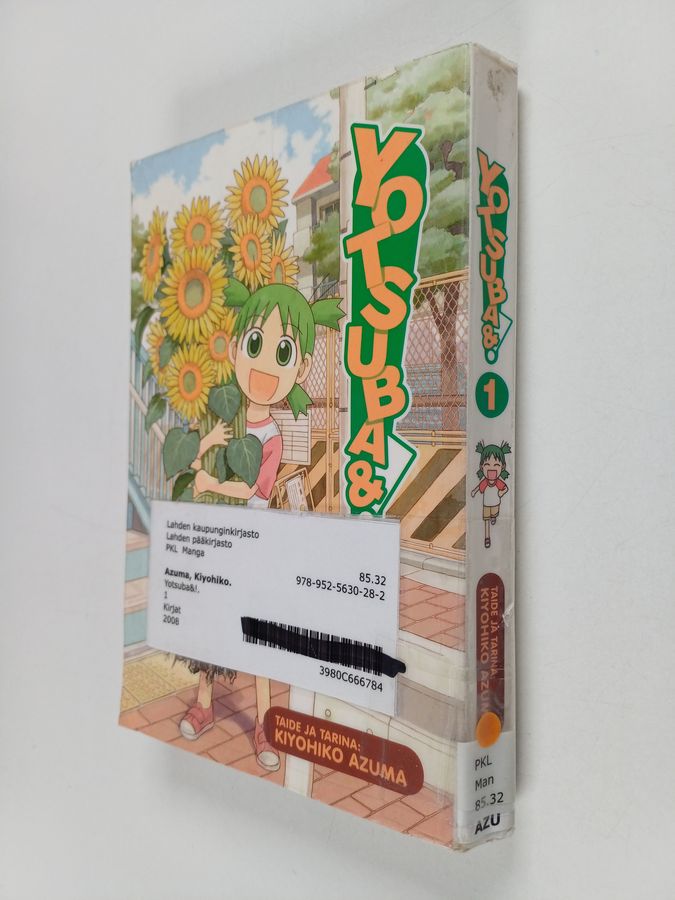 YOTSUBA&
Lahden kaupunginkirjasto
Lahden pääkirjasto
PKL Manga
85.32
978-952-5630-28-2
Azuma, Kiyohiko.
Yotsuba&!.
1
Kirjat
2008
3980C666784
TAIDE JA TARINA:
KIYOHIKO AZUMA
YOTSUBA&!
1
TAIDE JA TARINA:
KIYOHIKO AZUMA
PKL
Man
85.32
AZU